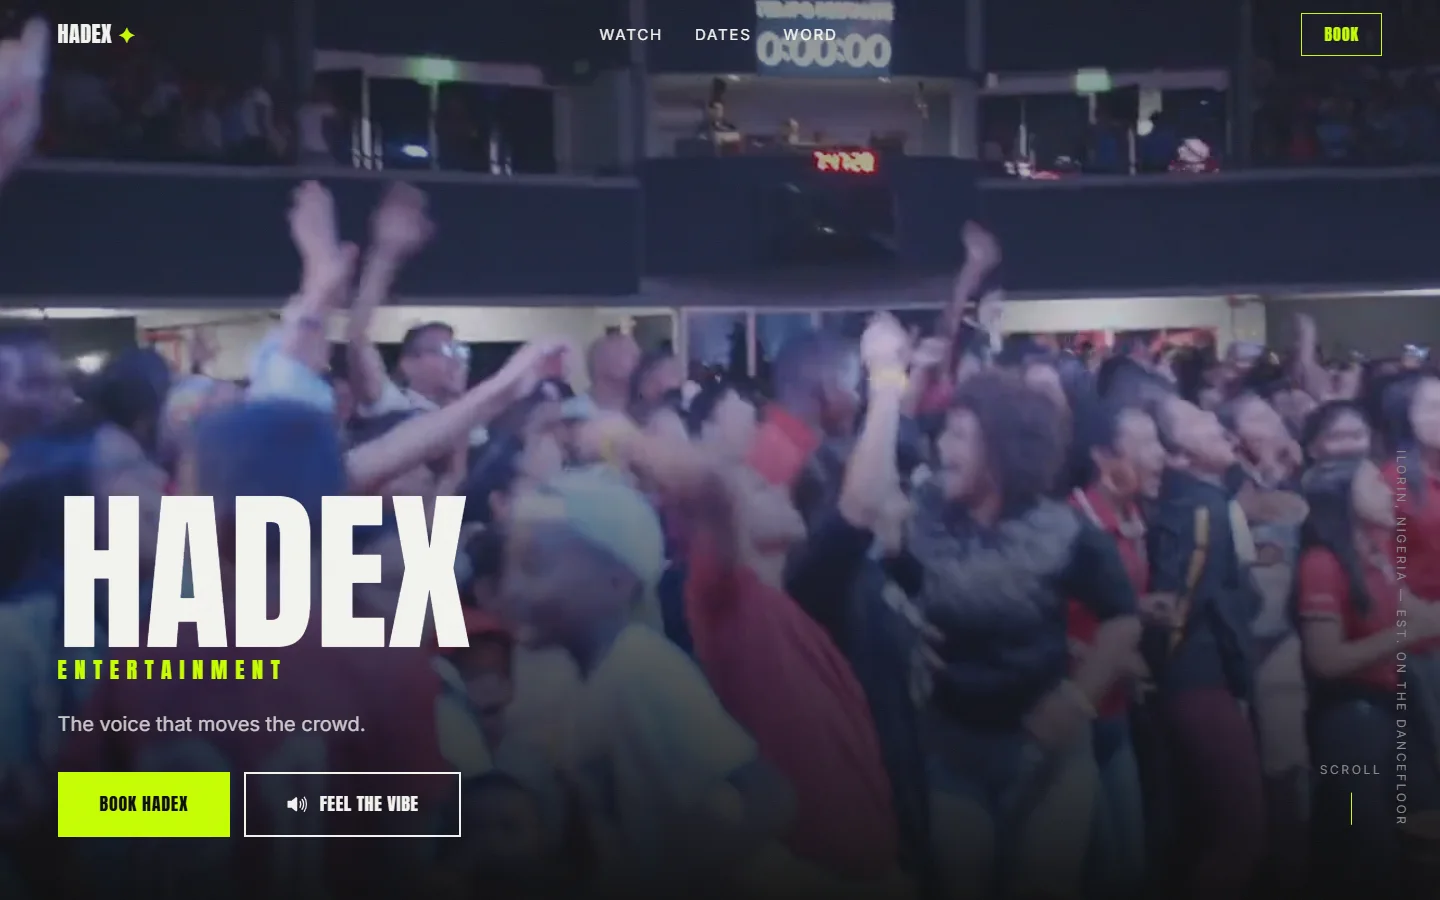 HADEX
WATCH
DATES
WORD
BOOK
0:00:00
HADEX
ENTERTAINMENT
The voice that moves the crowd.
BOOK HADEX
FEEL THE VIBE
SCROLL
ILORIN, NIGERIA — EST. ON THE DANCEFLOOR